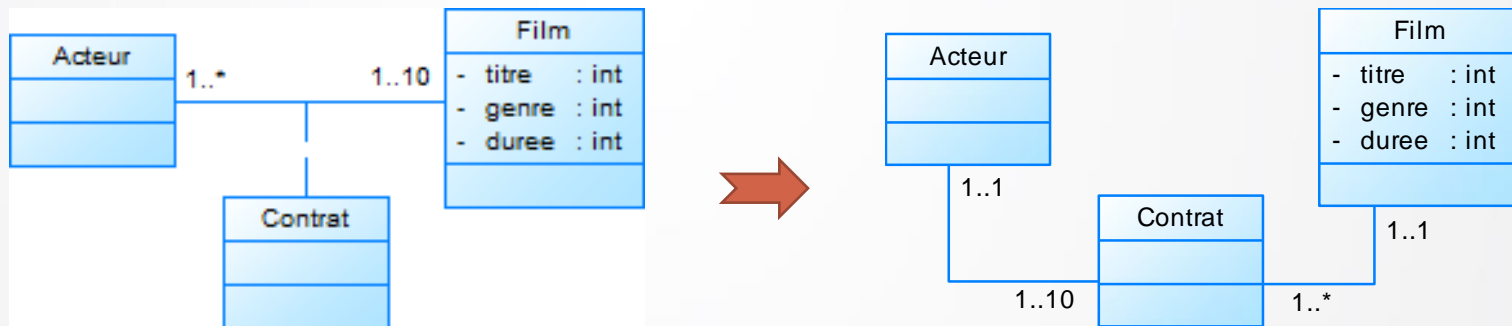 Acteur
1..*
1..10
Film
- titre : int
- genre : int
- duree : int
Contrat
Acteur
1..1
1..10
Contrat
1..*
Film
- titre : int
- genre : int
- duree : int
1..1